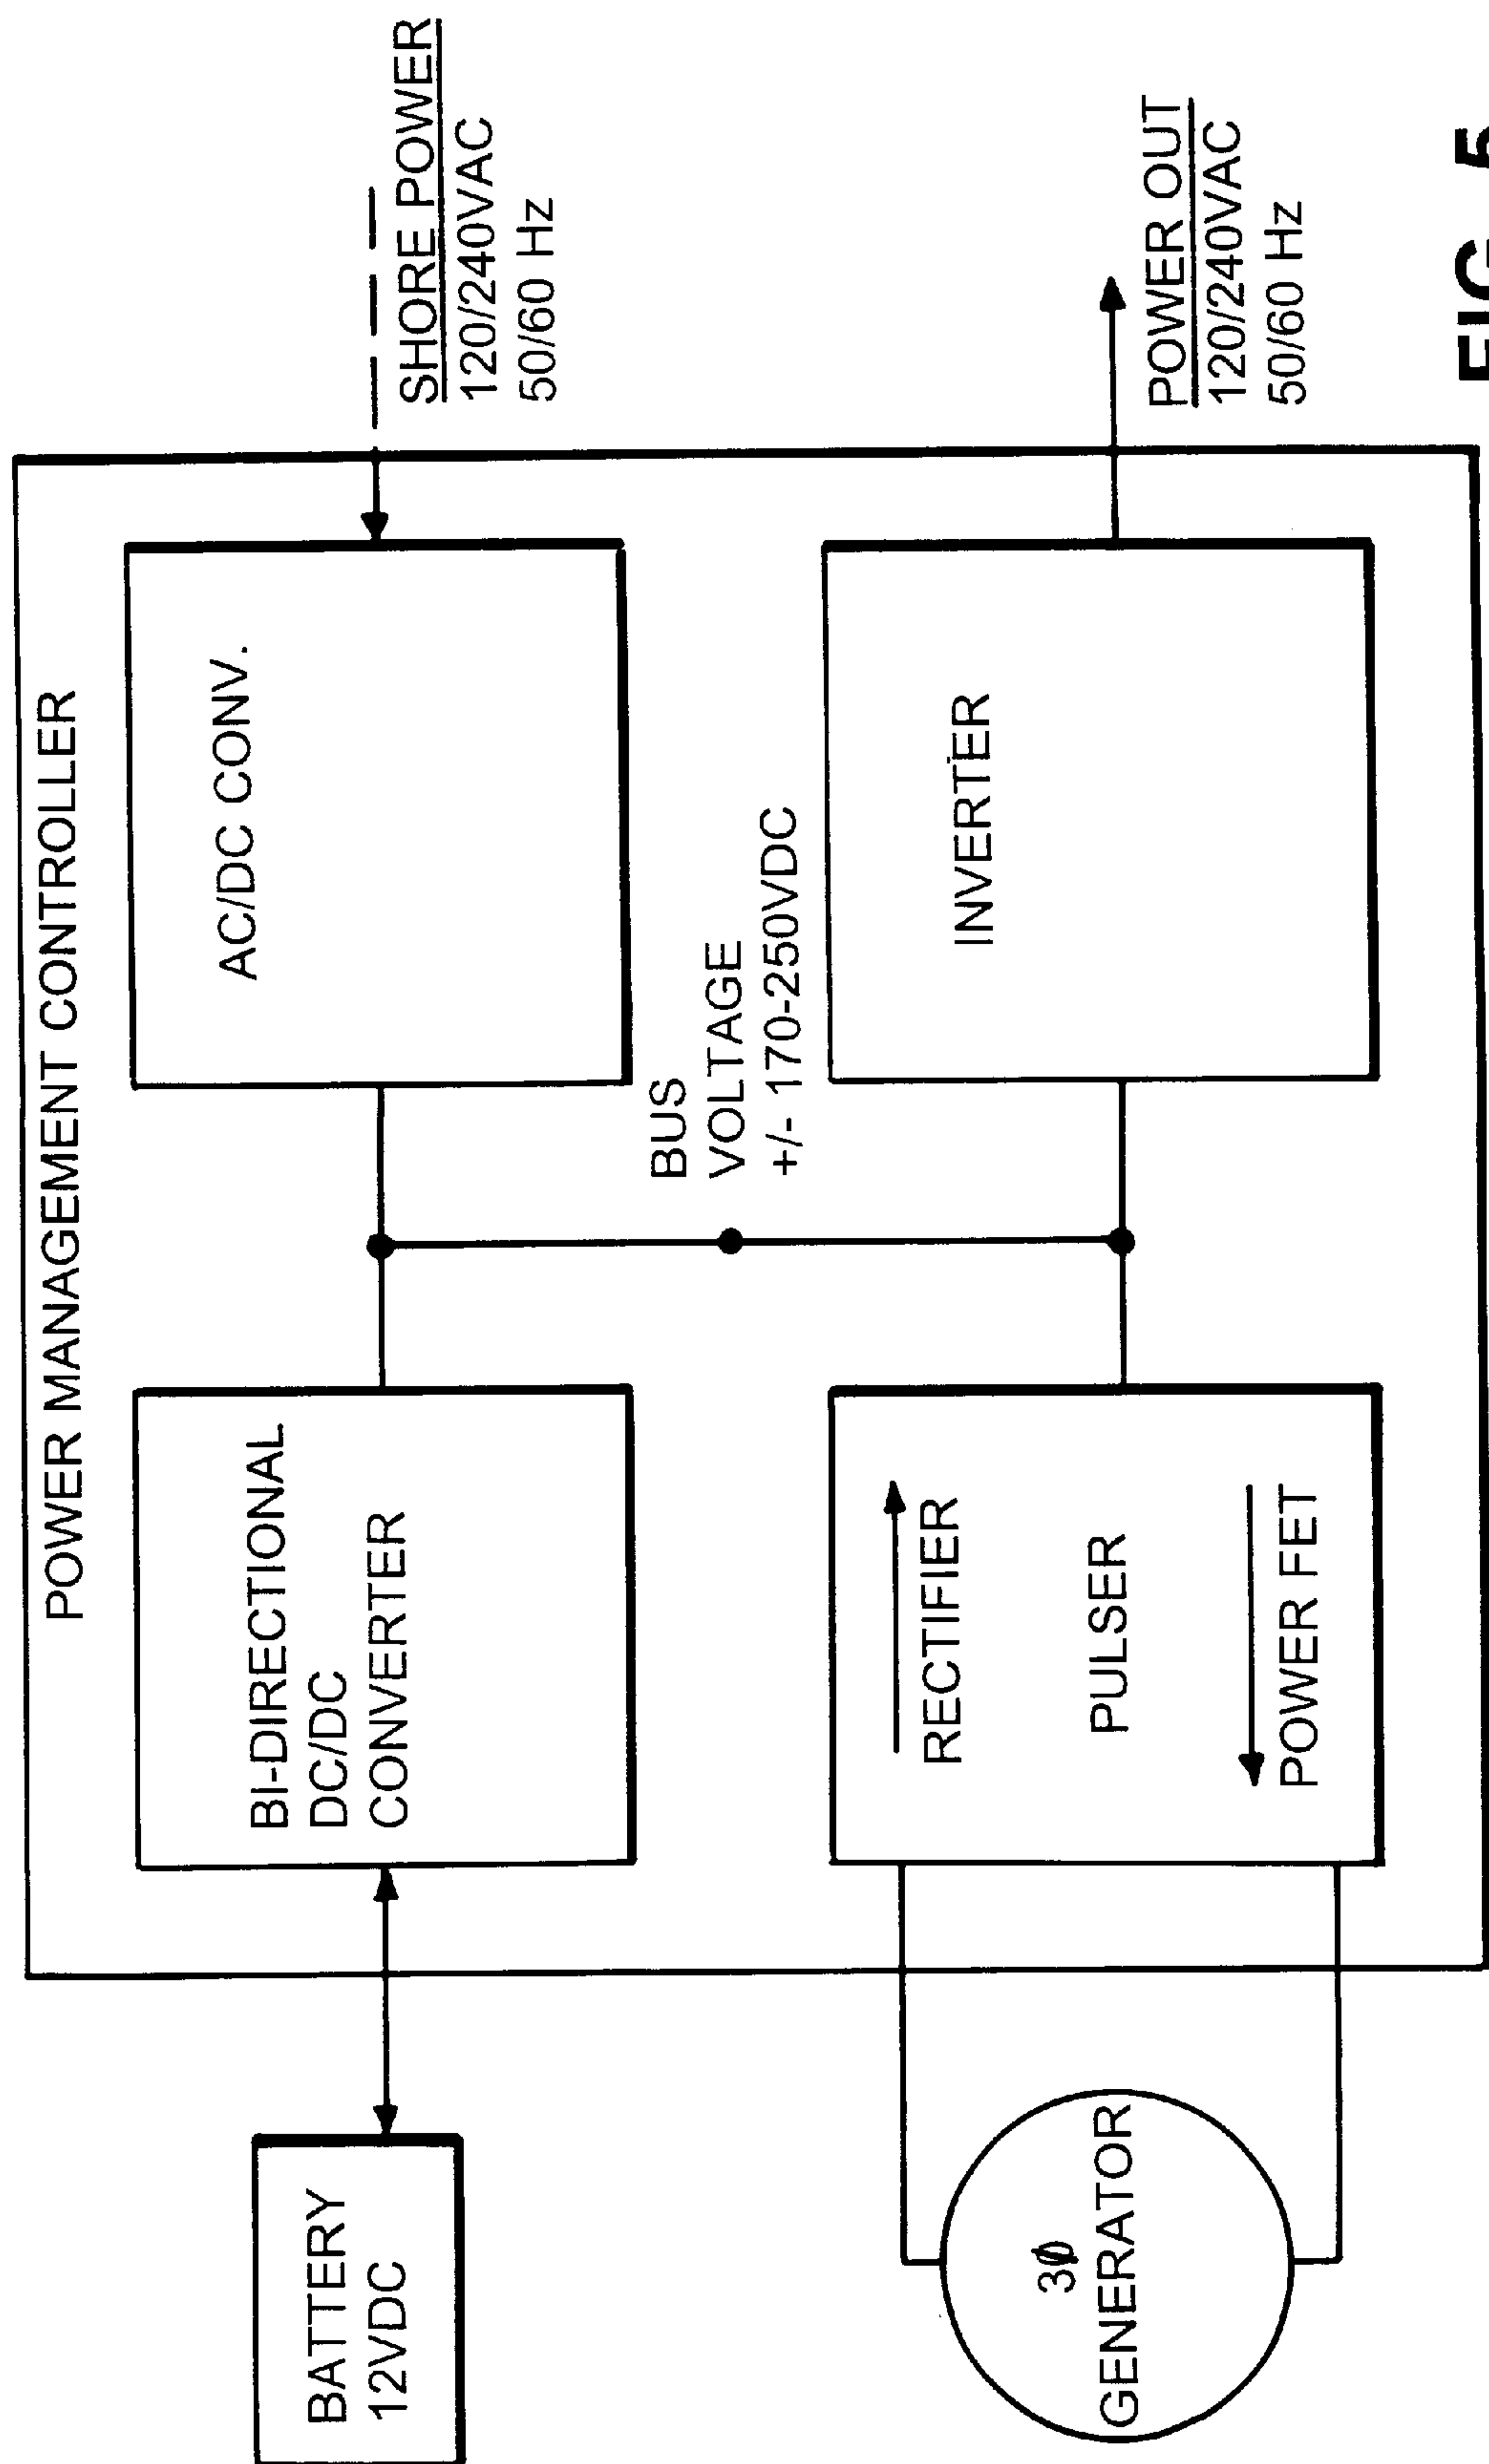 POWER MANAGEMENT CONTROLLER
BATTERY
12VDC
BI-DIRECTIONAL
DC/DC
CONVERTER
AC/DC CONV.
SHORE POWER
120/240VAC
50/60 Hz
BUS
VOLTAGE
+/- 170-250VDC
3Ø
GENERATOR
RECTIFIER
PULSER
POWER FET
INVERTER
POWER OUT
120/240VAC
50/60 Hz
FIG. 5